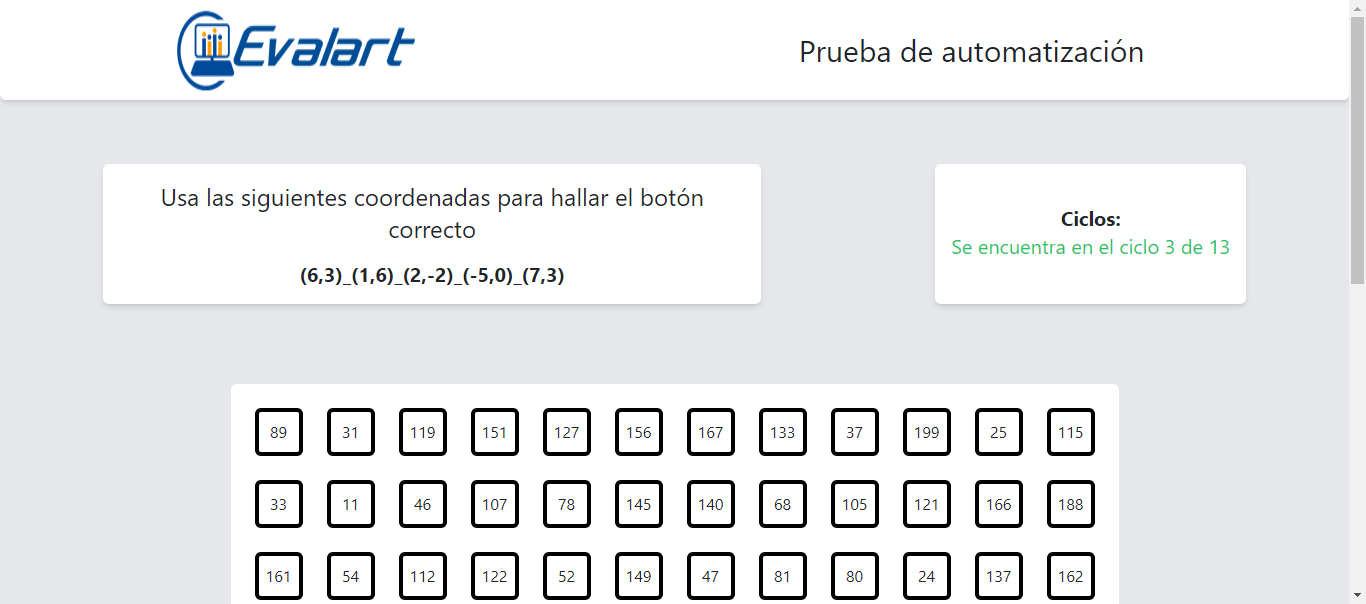 Evalart
Prueba de automatización
Usa las siguientes coordenadas para hallar el botón
correcto
(6,3)_(1,6)_(2,-2)_(-5,0)_(7,3)
Ciclos:
Se encuentra en el ciclo 3 de 13
89 31 119 151 127 156 167 133 37 199 25 115
33 11 46 107 78 145 140 68 105 121 166 188
161 54 112 122 52 149 47 81 80 24 137 162